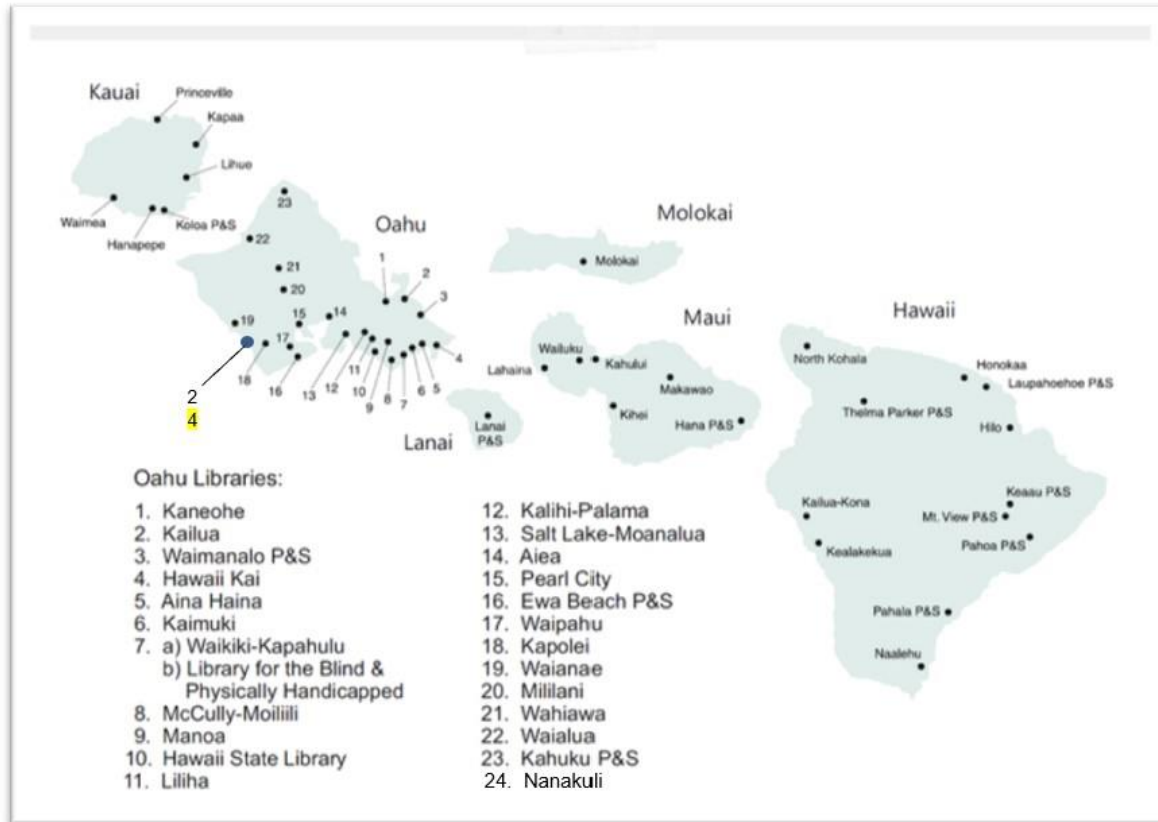 Kauai
Princeville
Kapaa
Lihue
Waimea
Hanapepe
Koloa P&S
Oahu
23
22
21
20
19
18
17
16
15
14
13
12
11
10
9
8
7
6
5
4
3
2
1
2
4
Molokai
Molokai
Maui
Wailuku
Kahului
Lahaina
Makawao
Kihei
Hana P&S
Lanai
Lanai
P&S
Hawaii
North Kohala
Honokaa
Laupahoehoe P&S
Thelma Parker P&S
Hilo
Kailua-Kona
Keaau P&S
Mt. View P&S
Kealakekua
Pahoa P&S
Pahala P&S
Naalehu
Oahu Libraries:
1. Kaneohe
2. Kailua
3. Waimanalo P&S
4. Hawaii Kai
5. Aina Haina
6. Kaimuki
7. a) Waikiki-Kapahulu
b) Library for the Blind &
Physically Handicapped
8. McCully-Moiliili
9. Manoa
10. Hawaii State Library
11. Liliha
12. Kalihi-Palama
13. Salt Lake-Moanalua
14. Aiea
15. Pearl City
16. Ewa Beach P&S
17. Waipahu
18. Kapolei
19. Waianae
20. Mililani
21. Wahiawa
22. Waialua
23. Kahuku P&S
24. Nanakuli